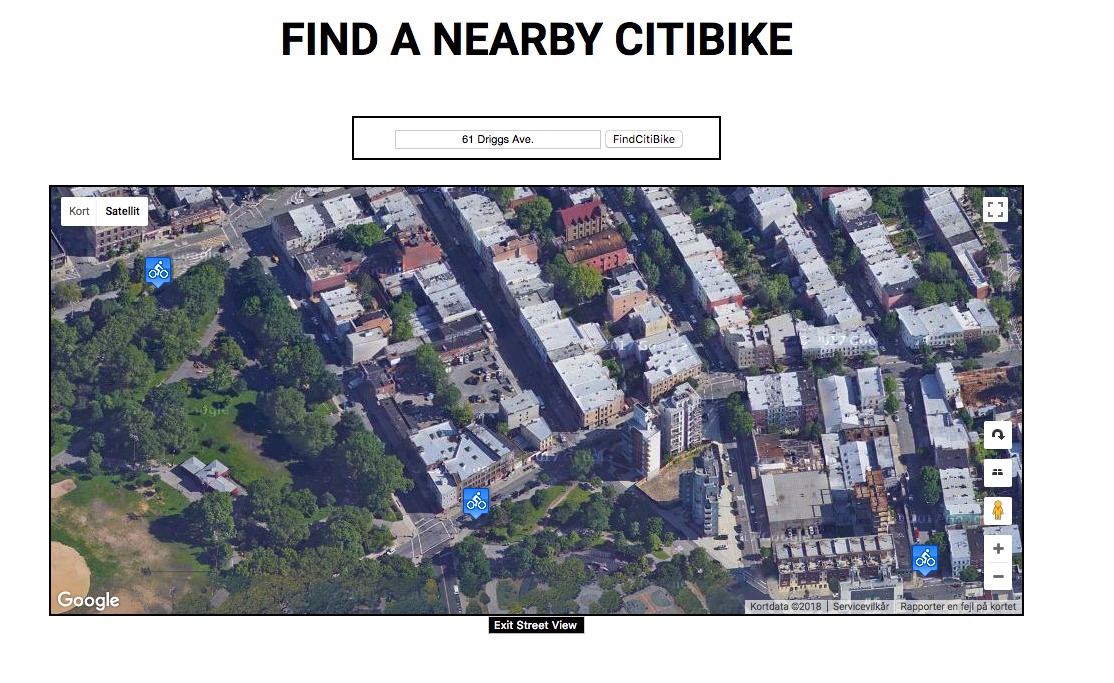 FIND A NEARBY CITIBIKE
61 Driggs Ave.
FindCitiBike
Kort
Satellit
Google
Kortdata ©2018
Servicevilkår
Rapporter en fejl på kortet
Exit Street View